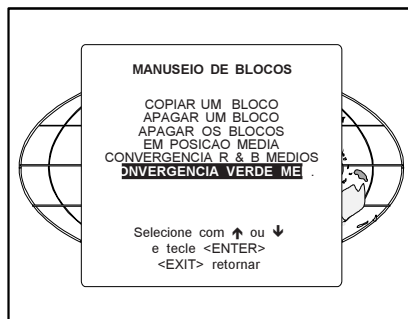 MANUSEIO DE BLOCOS
COPIAR UM BLOCO
APAGAR UM BLOCO
APAGAR OS BLOCOS
EM POSICAO MEDIA
CONVERGENCIA R & B MEDIOS
ONVERGENCIA VERDE ME .
Selecione com ↑ ou ↓
e tecle <ENTER>
<EXIT> retornar